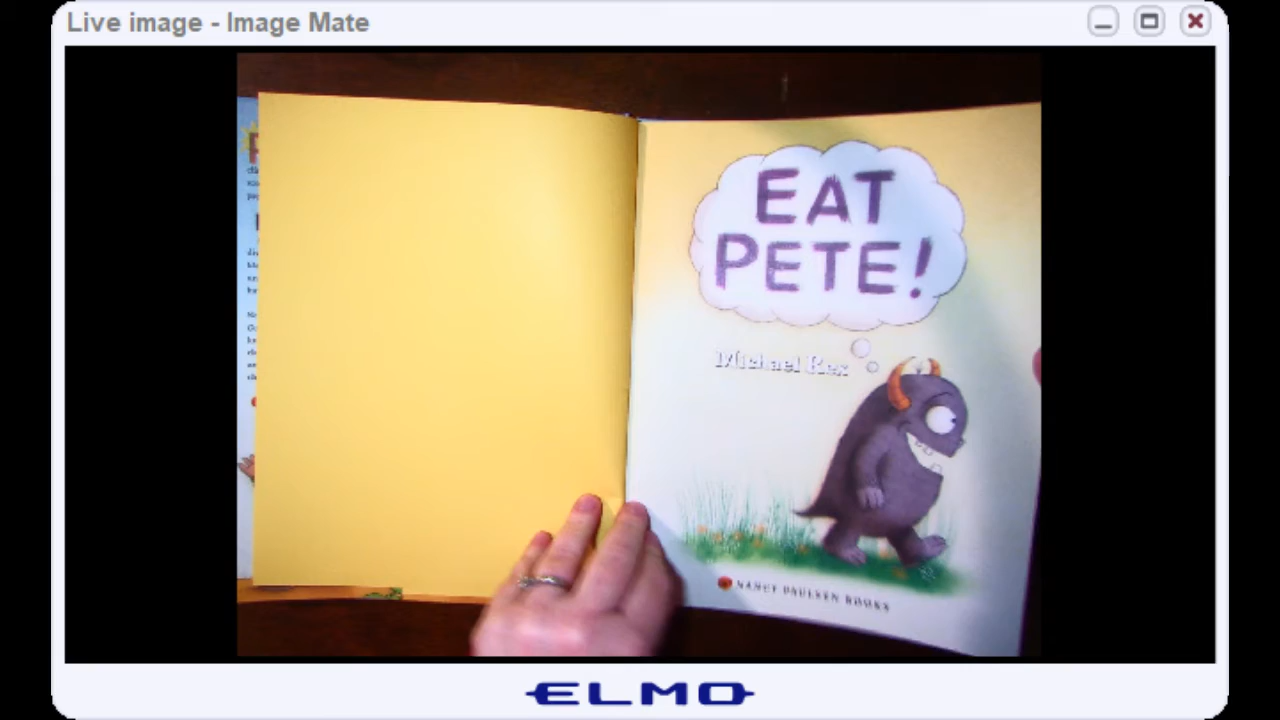 Live image - Image Mate
EAT
PETE!
Michael Rex
NANCY PAULSEN BOOKS
ELMO